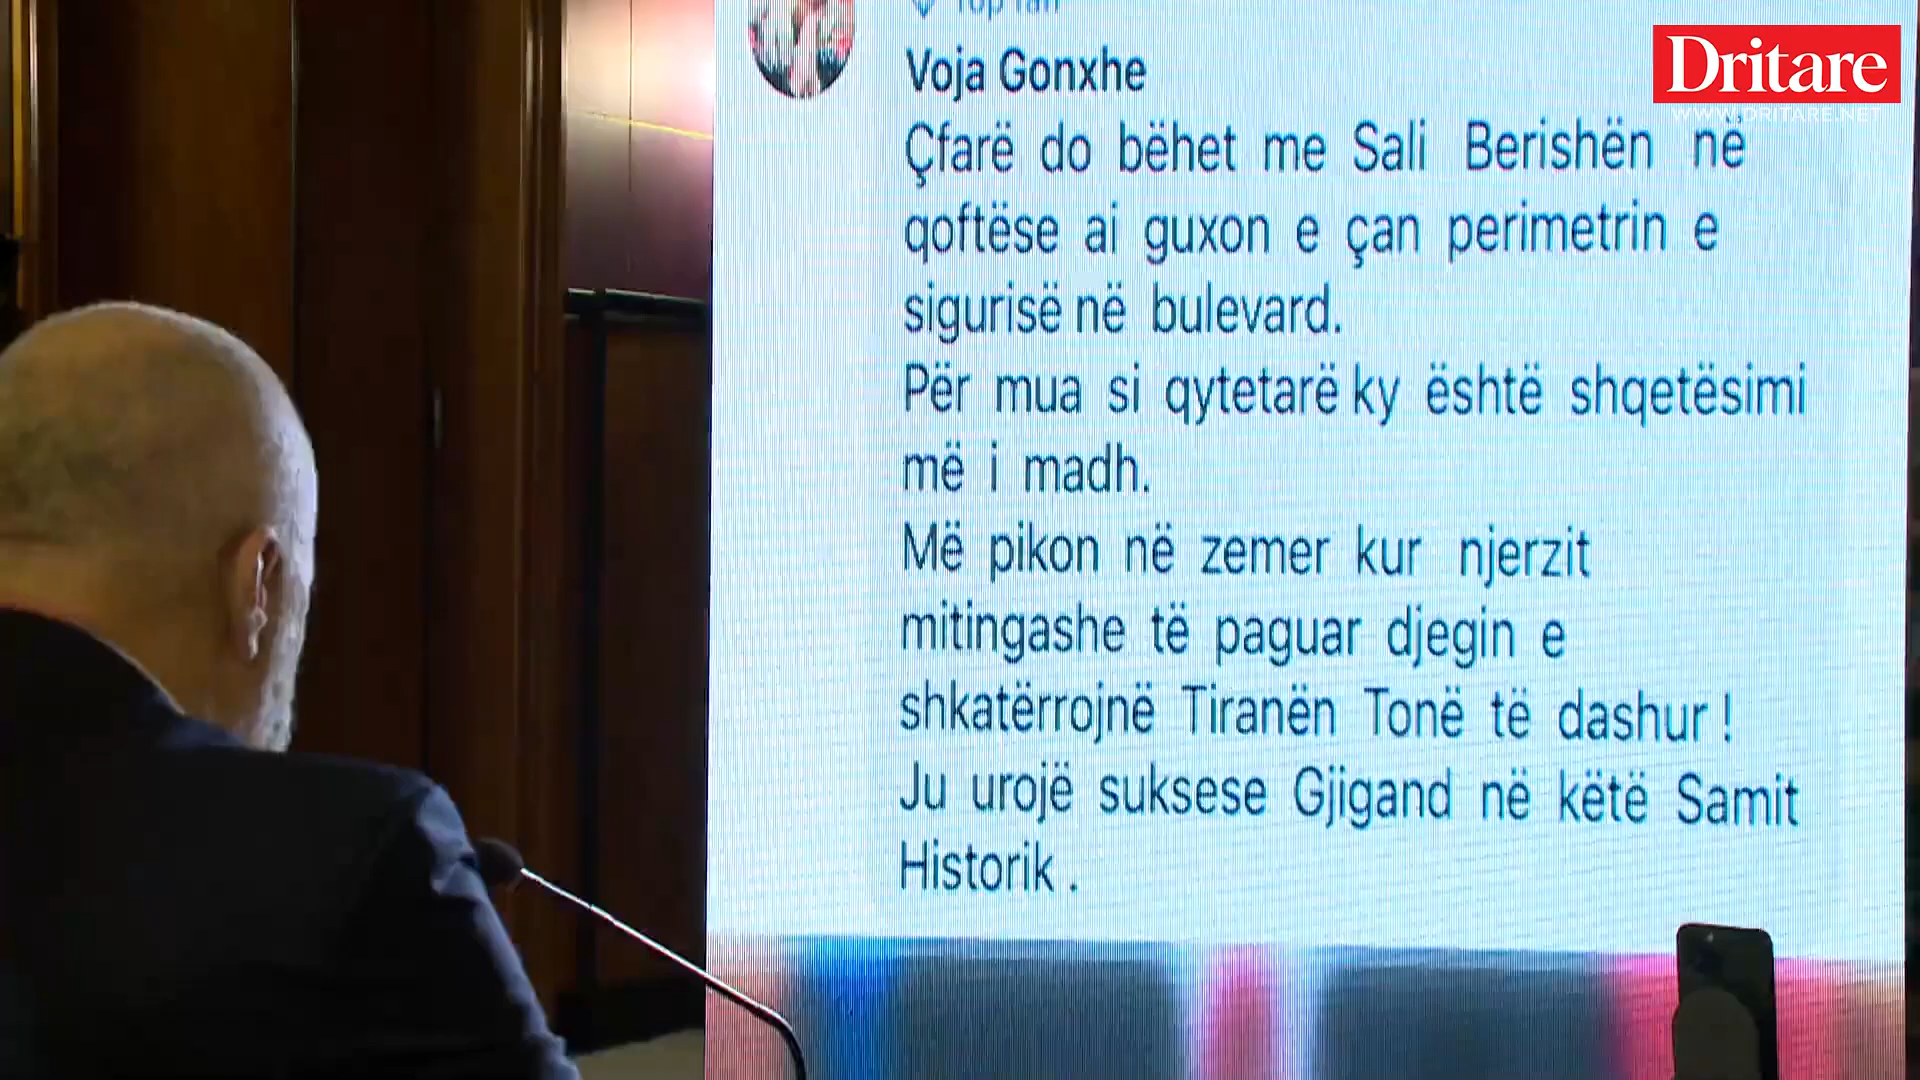 Top fan
Dritare
WWW.DRITARE.NET
Voja Gonxhe
Çfarë do bëhet me Sali Berishën në
qoftëse ai guxon e çan perimetrin e
sigurisë në bulevard.
Për mua si qytetarë ky është shqetësimi
më i madh.
Më pikon në zemer kur njerzit
mitingashe të paguar djegin e
shkatërrojnë Tiranën Tonë të dashur !
Ju urojë suksese Gjigand në këtë Samit
Historik .